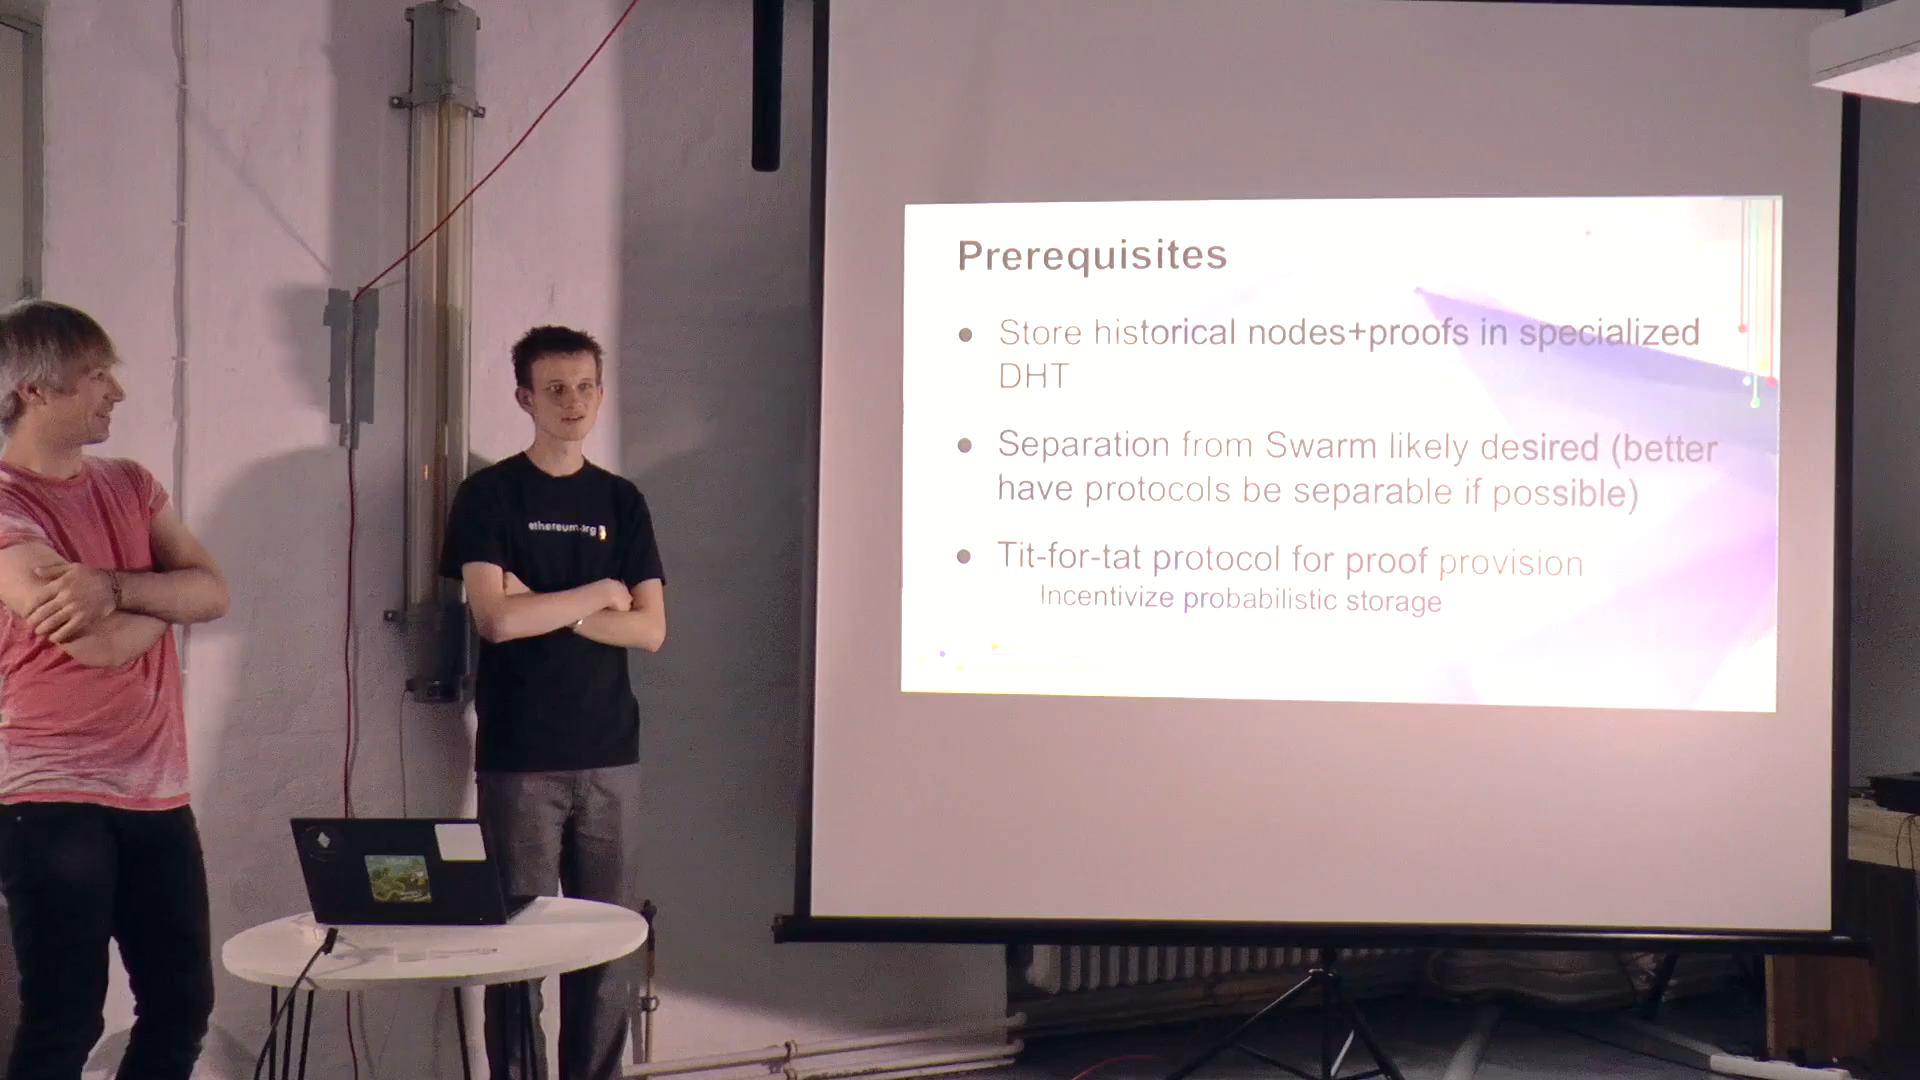 Prerequisites
● Store historical nodes+proofs in specialized
DHT
● Separation from Swarm likely desired (better
have protocols be separable if possible)
● Tit-for-tat protocol for proof provision
Incentivize probabilistic storage
ethereum.org